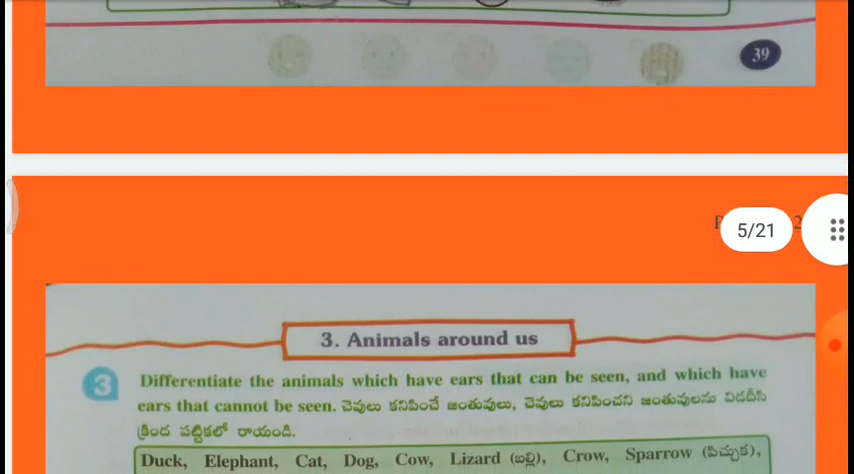 39
5/21
3. Animals around us
3 Differentiate the animals which have ears that can be seen, and which have
ears that cannot be seen. చెవులు కనిపించే జంతువులు, చెవులు కనిపించని జంతువులను విడదీసి
క్రింద పట్టికలో రాయండి.
Duck, Elephant, Cat, Dog, Cow, Lizard (బల్లి), Crow, Sparrow (పిచ్చుక),